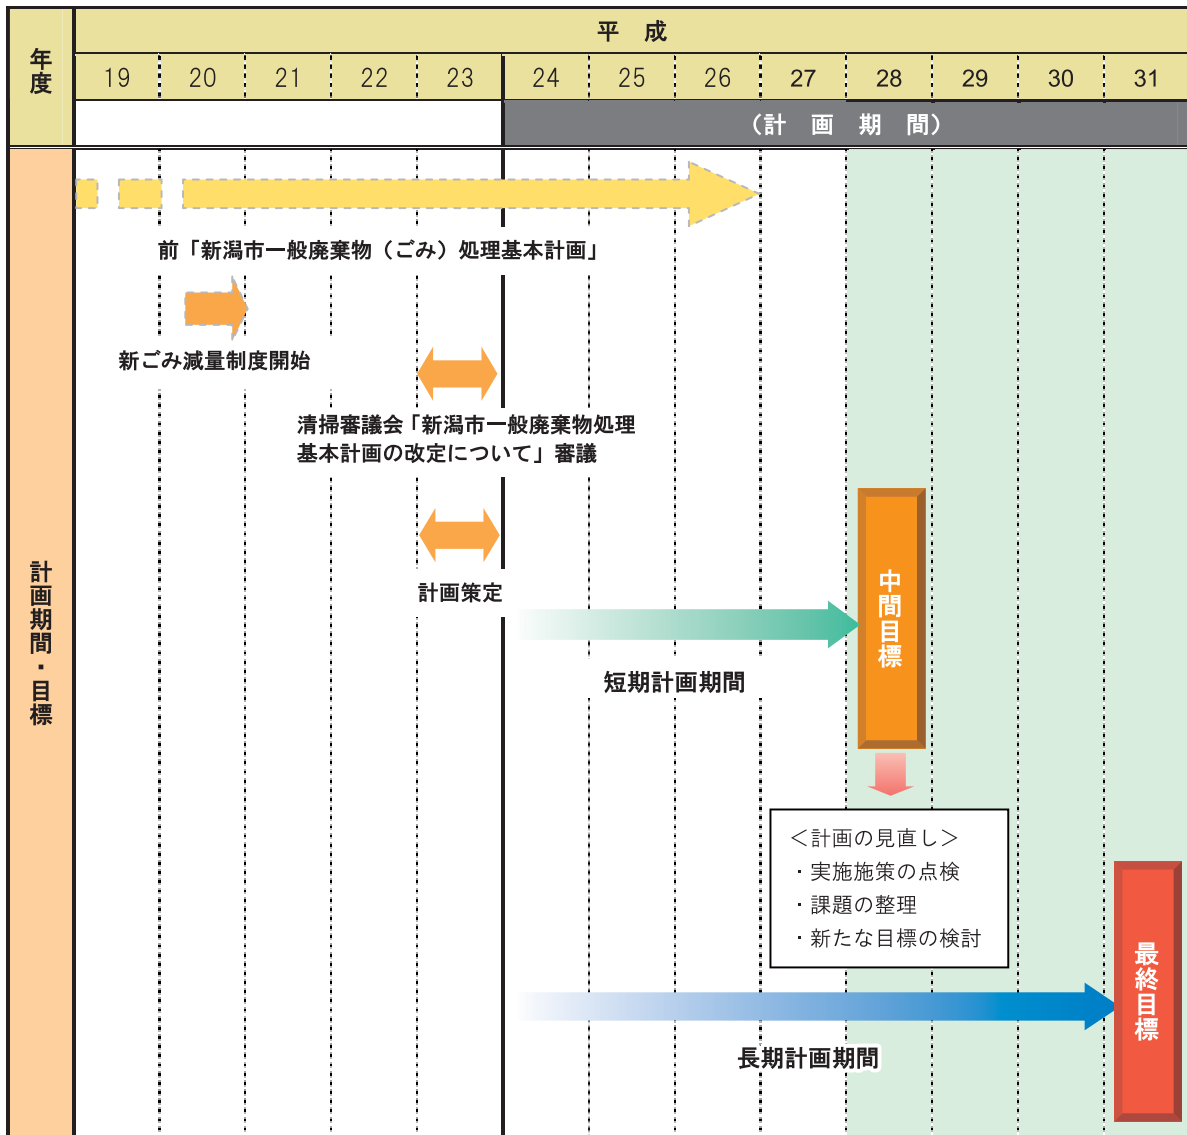 年度
平　成
19 20 21 22 23 24 25 26 27 28 29 30 31
（計　画　期　間）
計画期間・目標
前「新潟市一般廃棄物（ごみ）処理基本計画」
新ごみ減量制度開始
清掃審議会「新潟市一般廃棄物処理
基本計画の改定について」審議
計画策定
中間目標
短期計画期間
＜計画の見直し＞
・実施施策の点検
・課題の整理
・新たな目標の検討
最終目標
長期計画期間